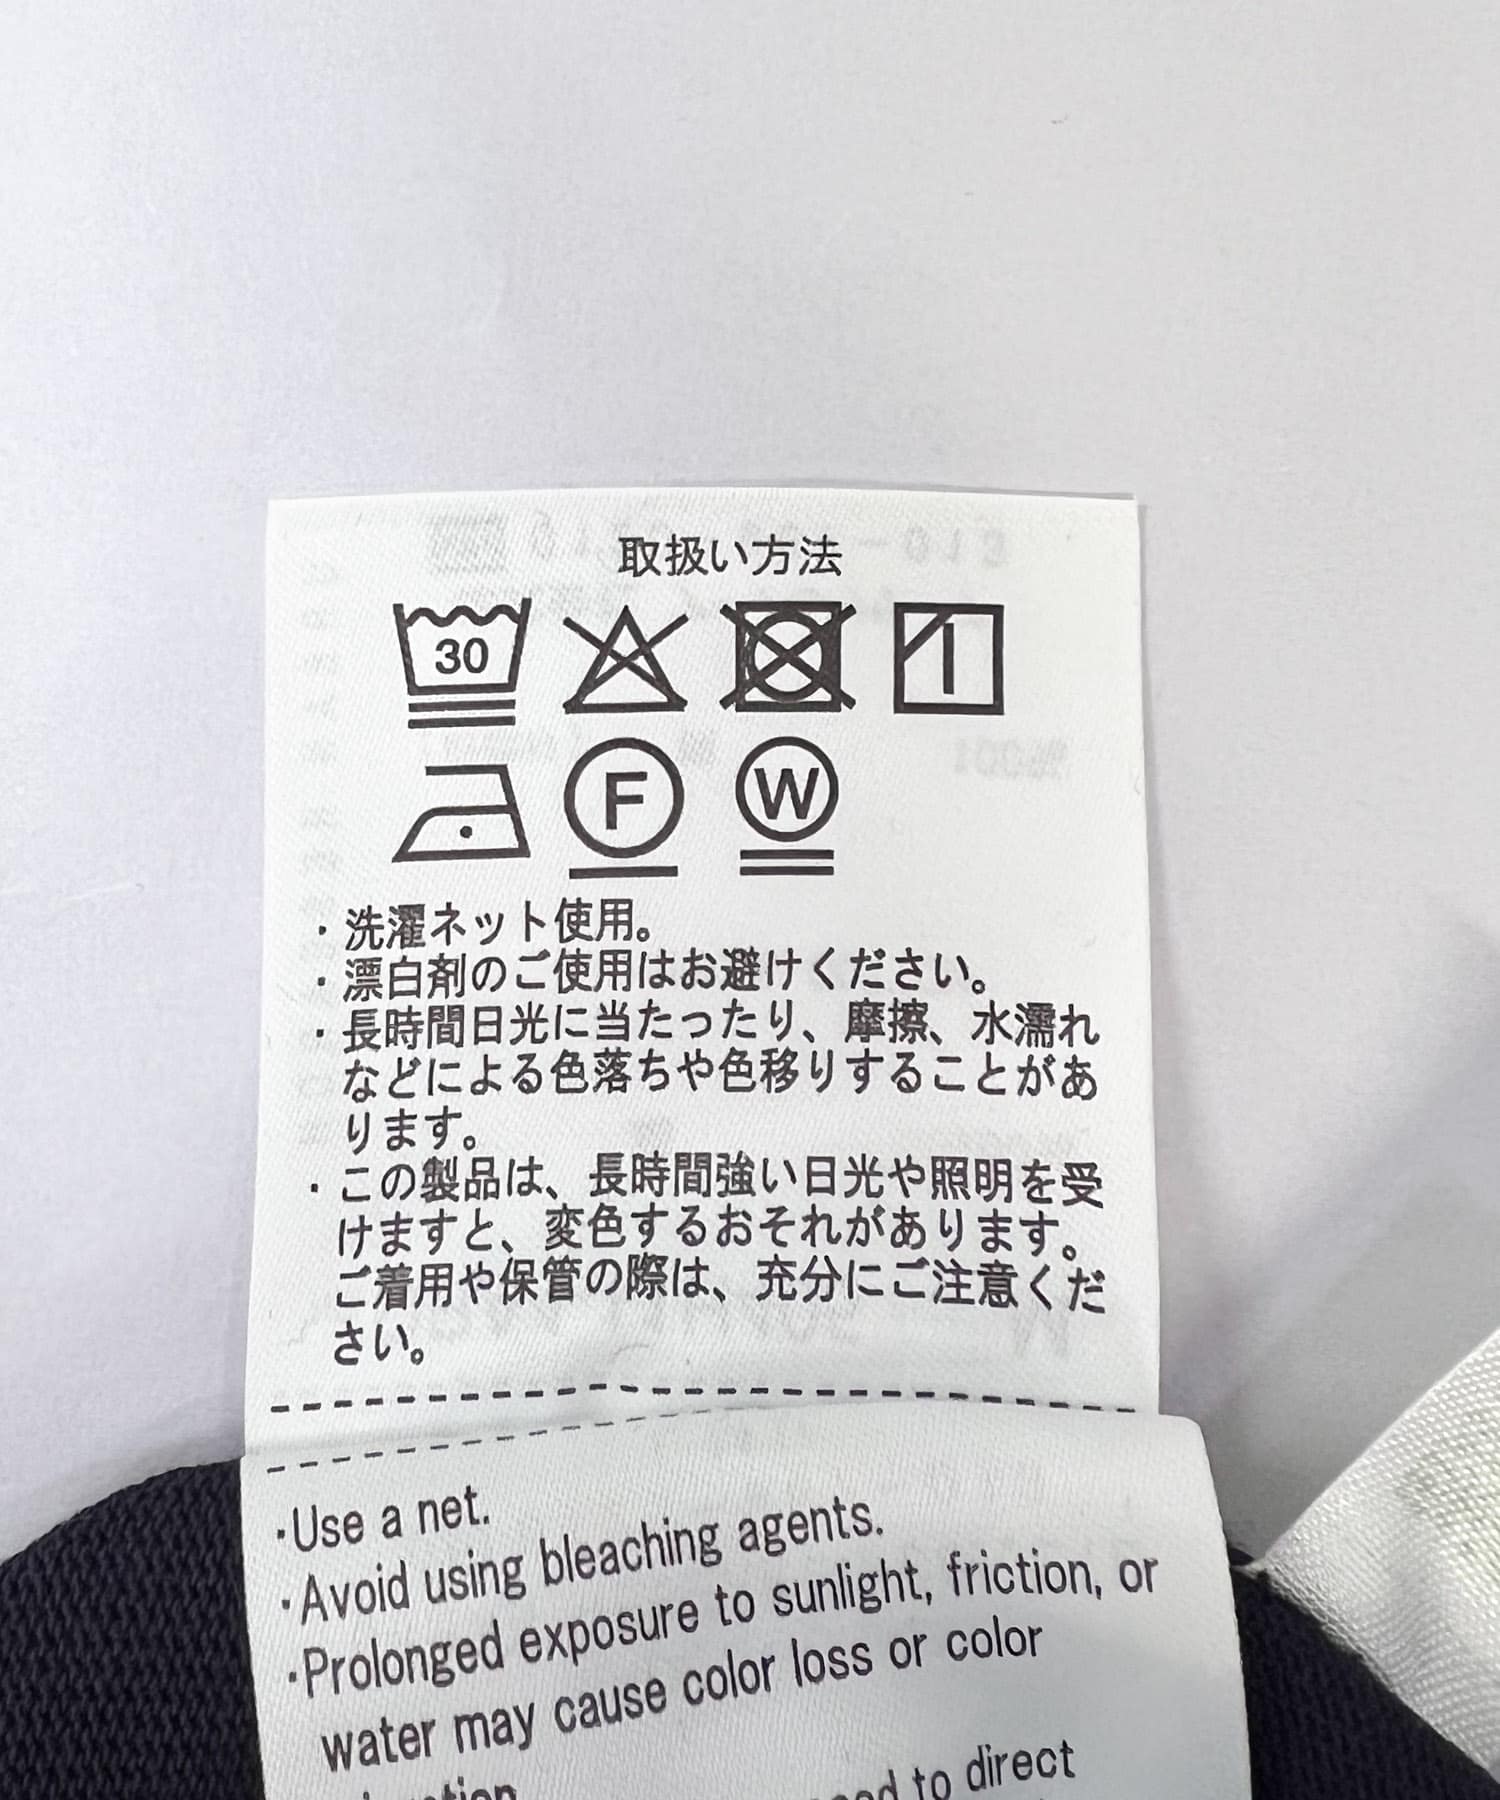 取扱い方法
30
F
W
・洗濯ネット使用。
・漂白剤のご使用はお避けください。
・長時間日光に当たったり、摩擦、水濡れ
などによる色落ちや色移りすることがあ
ります。
・この製品は、長時間強い日光や照明を受
けますと、変色するおそれがあります。
ご着用や保管の際は、充分にご注意くだ
さい。
・Use a net.
・Avoid using bleaching agents.
・Prolonged exposure to sunlight, friction, or
water may cause color loss or color
to direct